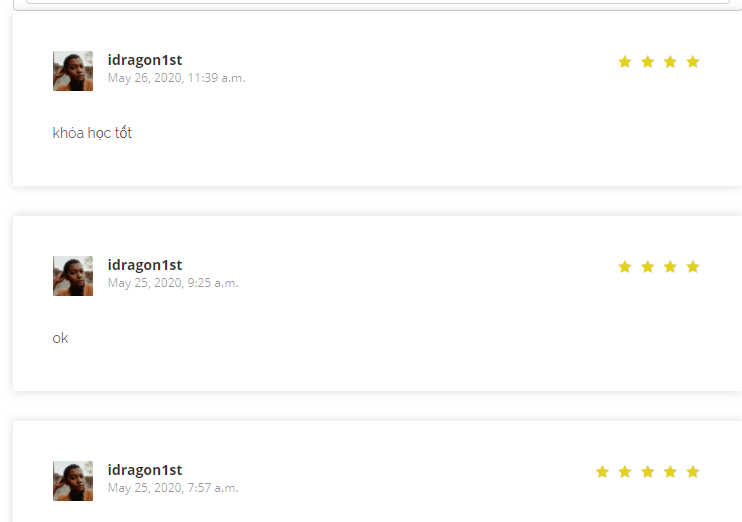 idragon1st
May 26, 2020, 11:39 a.m.
khóa học tốt
idragon1st
May 25, 2020, 9:25 a.m.
ok
idragon1st
May 25, 2020, 7:57 a.m.